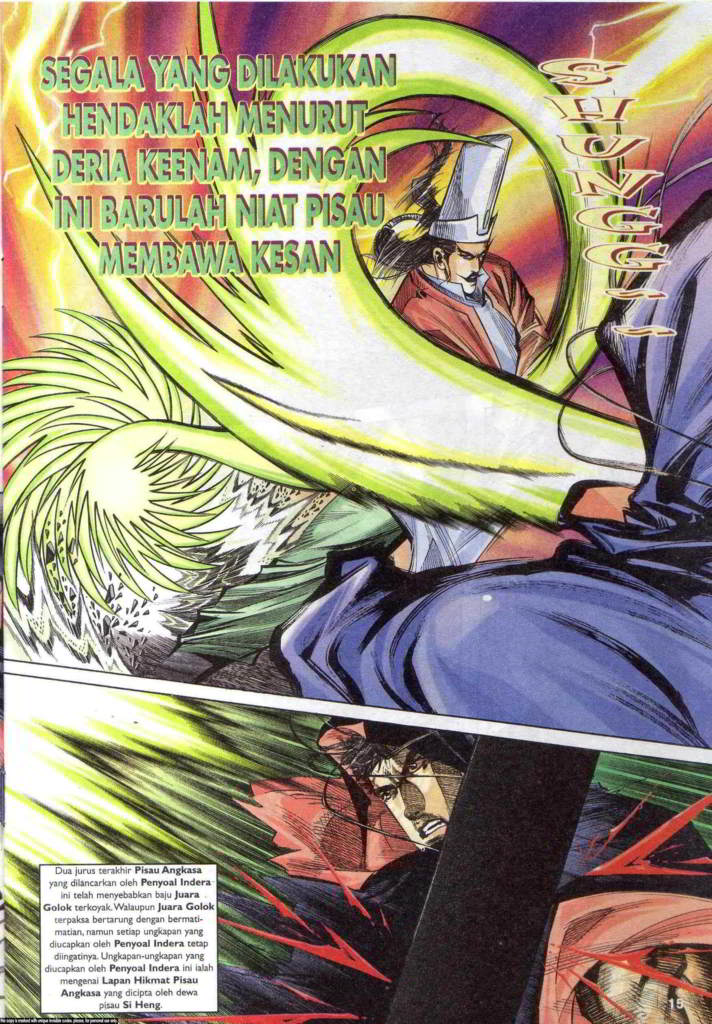 SEGALA YANG DILAKUKAN
HENDAKLAH MENURUT
DERIA KEENAM, DENGAN
INI BARULAH NIAT PISAU
MEMBAWA KESAN
SHUNGG--
Dua jurus terakhir Pisau Angkasa
yang dilancarkan oleh Penyoal Indera
ini telah menyebabkan baju Juara
Golok terkoyak. Walaupun Juara Golok
terpaksa bertarung dengan bermati-
matian, namun setiap ungkapan yang
diucapkan oleh Penyoal Indera tetap
diingatinya. Ungkapan-ungkapan yang
diucapkan oleh Penyoal Indera ini ialah
mengenai Lapan Hikmat Pisau
Angkasa yang dicipta oleh dewa
pisau Si Heng.
15